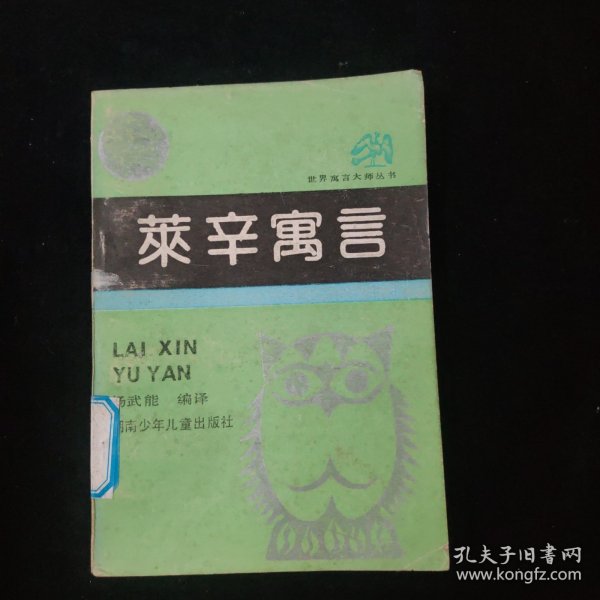 世界寓言大师丛书
萊辛寓言
LAI XIN
YU YAN
杨武能 编译
南少年儿童出版社
孔夫子旧书网
www.kongfz.com